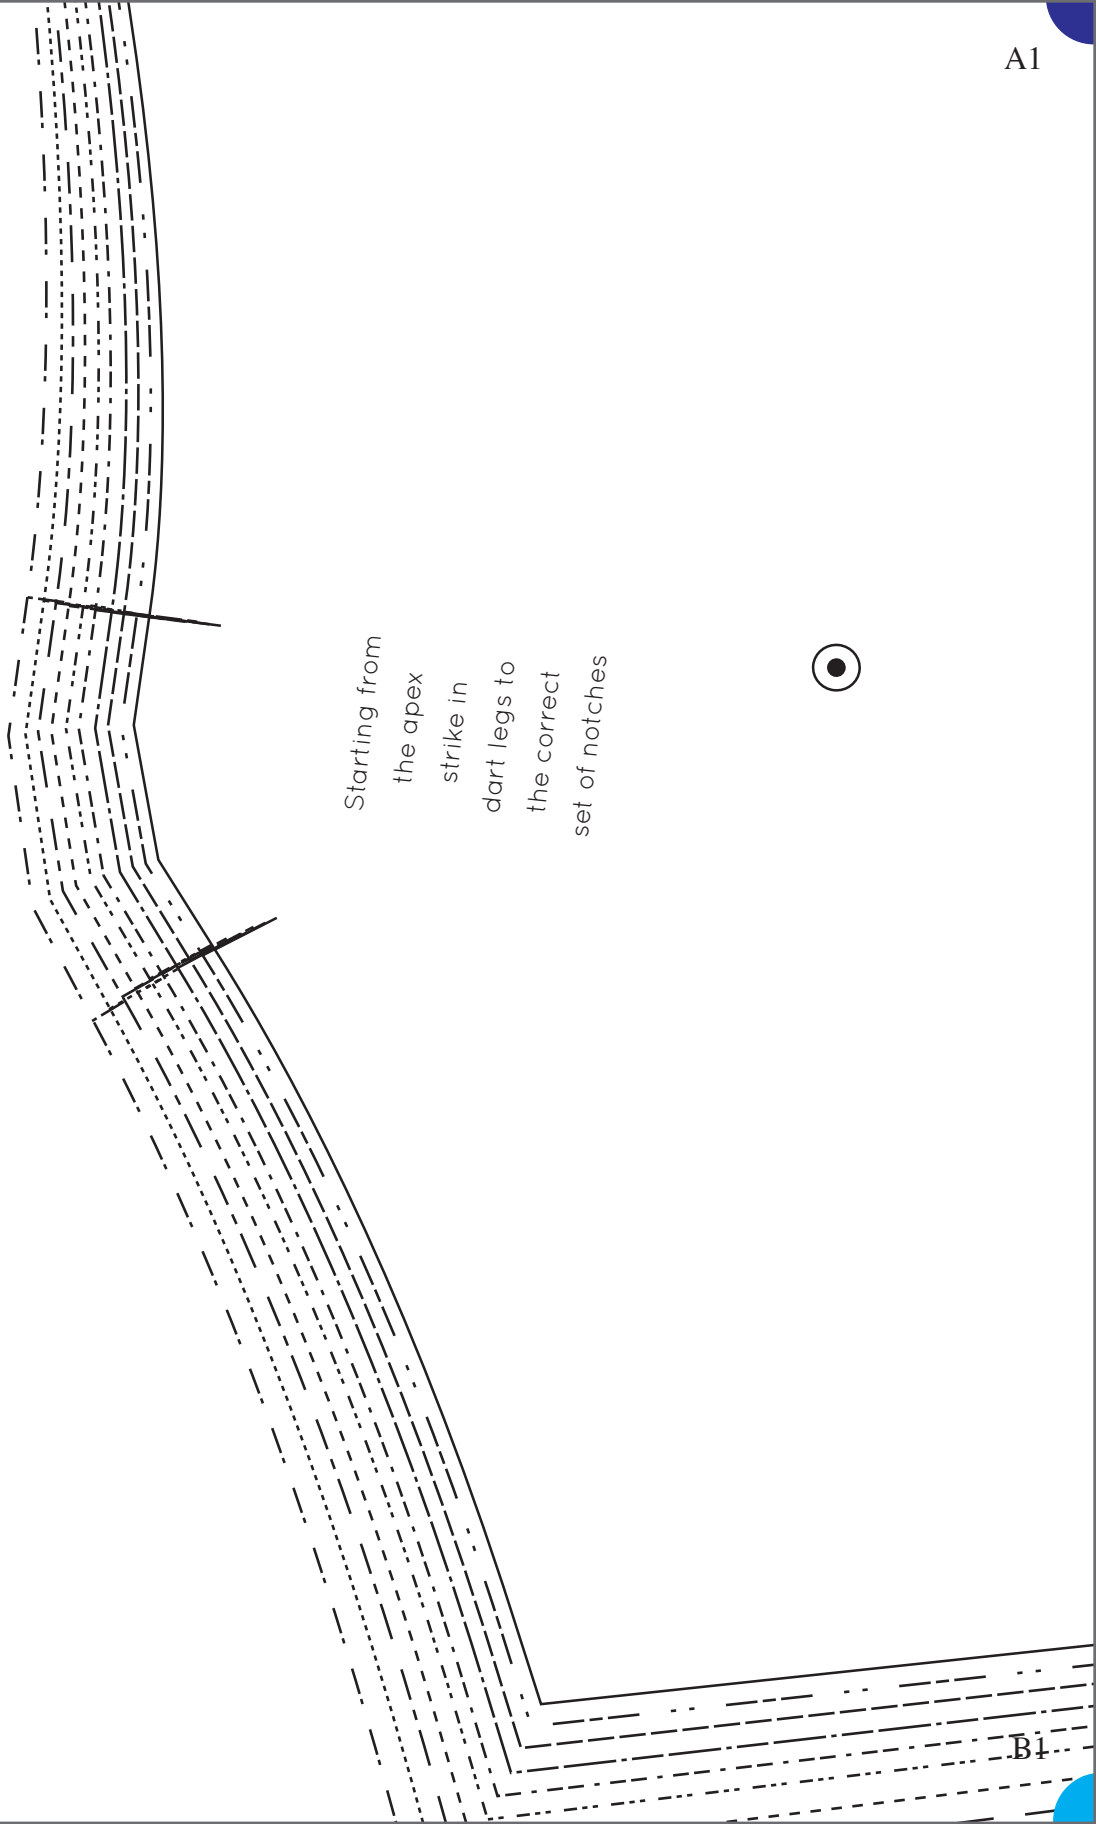 A1
Starting from
the apex
strike in
dart legs to
the correct
set of notches
B1